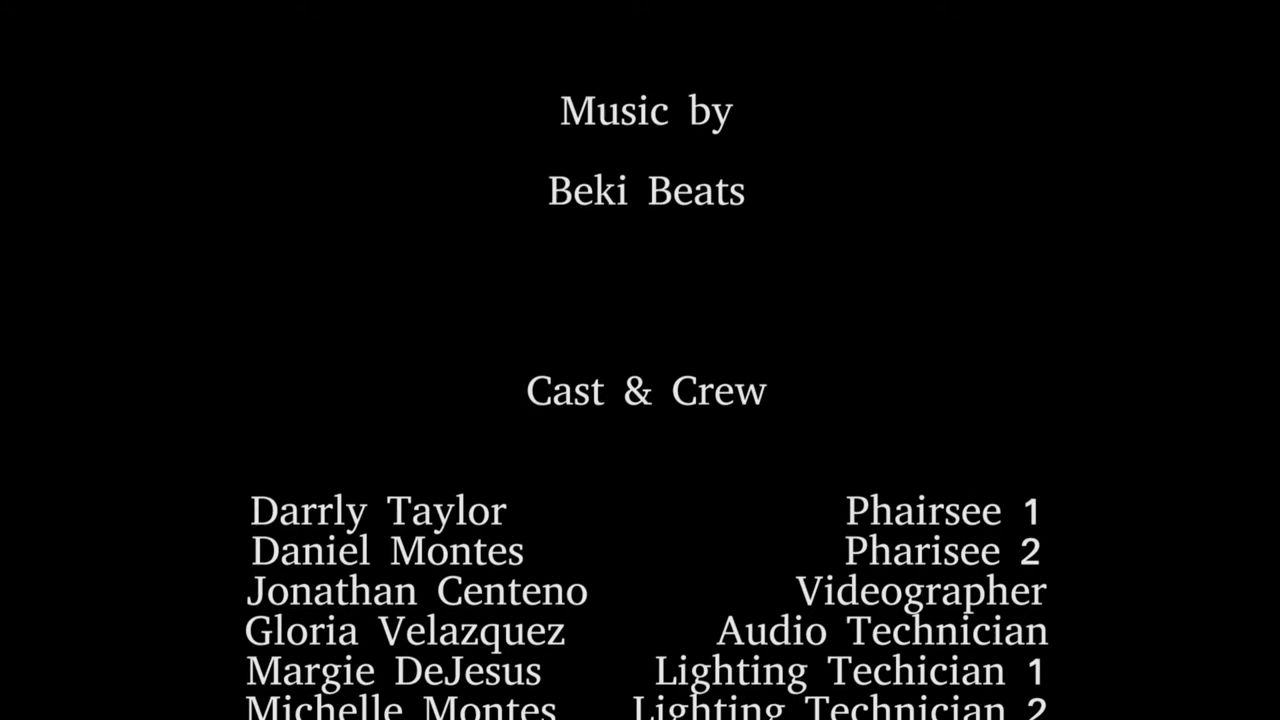 Music by
Beki Beats
Cast & Crew
Darrly Taylor Phairsee 1
Daniel Montes Pharisee 2
Jonathan Centeno Videographer
Gloria Velazquez Audio Technician
Margie DeJesus Lighting Techician 1
Michelle Montes Lighting Technician 2